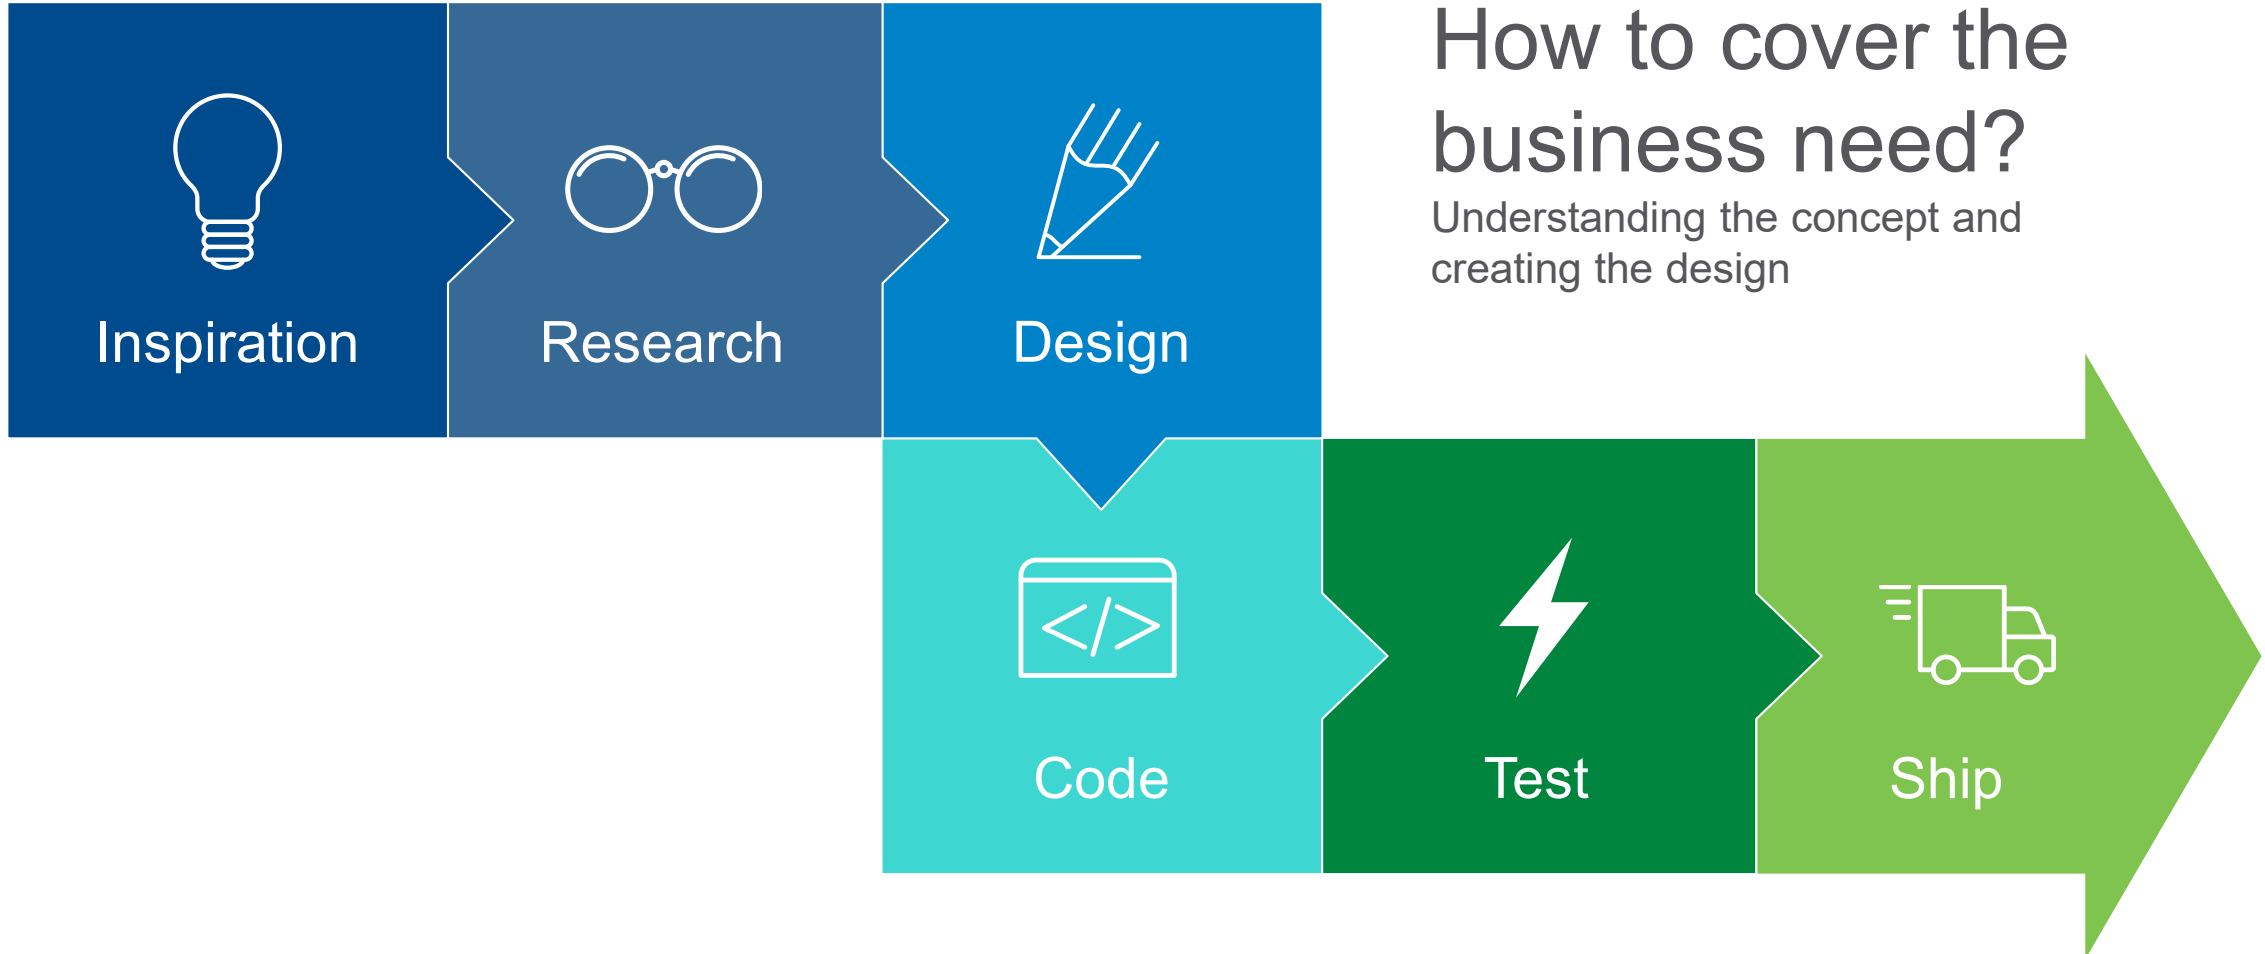 How to cover the
business need?
Understanding the concept and
creating the design
Inspiration
Research
Design
</>
Code
Test
Ship